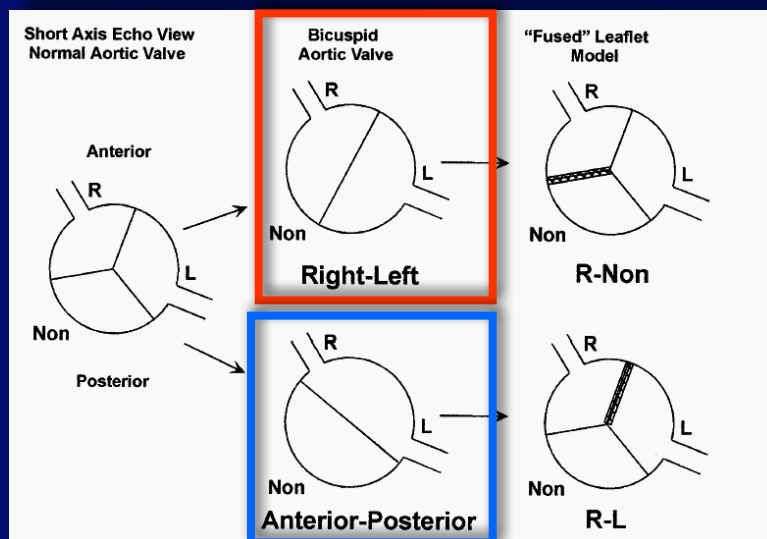 Short Axis Echo View
Normal Aortic Valve
Anterior
R
L
Non
Posterior
Bicuspid
Aortic Valve
R
L
Non
Right-Left
“Fused” Leaflet
Model
R
L
Non
R-Non
L
Non
Anterior-Posterior
R
L
Non
R-L